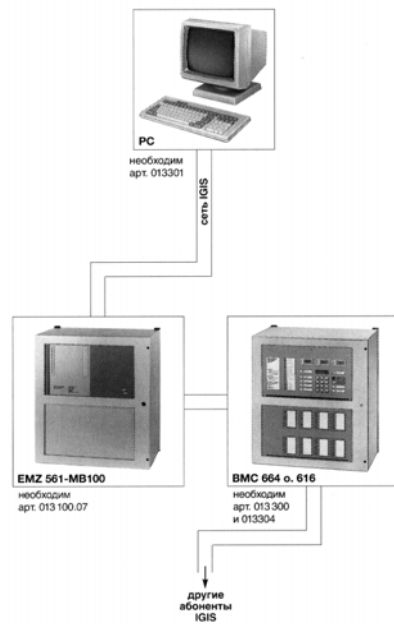 PC
необходим
арт. 013301
сеть IGIS
EMZ 561-MB100
необходим
арт. 013 100.07
BMC 664 o. 616
необходим
арт. 013 300
и 013304
другие
абоненты
IGIS